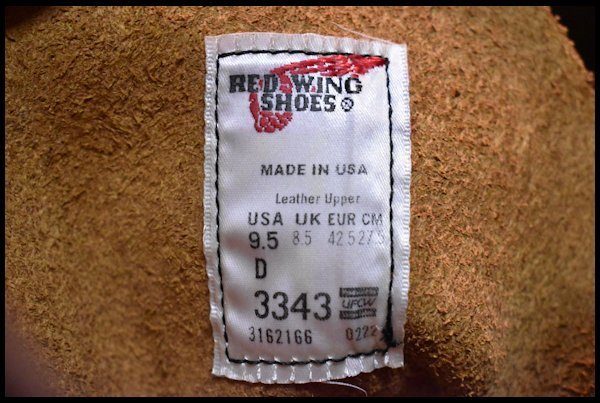 RED WING
SHOES®
MADE IN USA
Leather Upper
USA UK EUR CM
9.5 8.5 42.5 27.5
D
3343 UFCW
3162166 0222